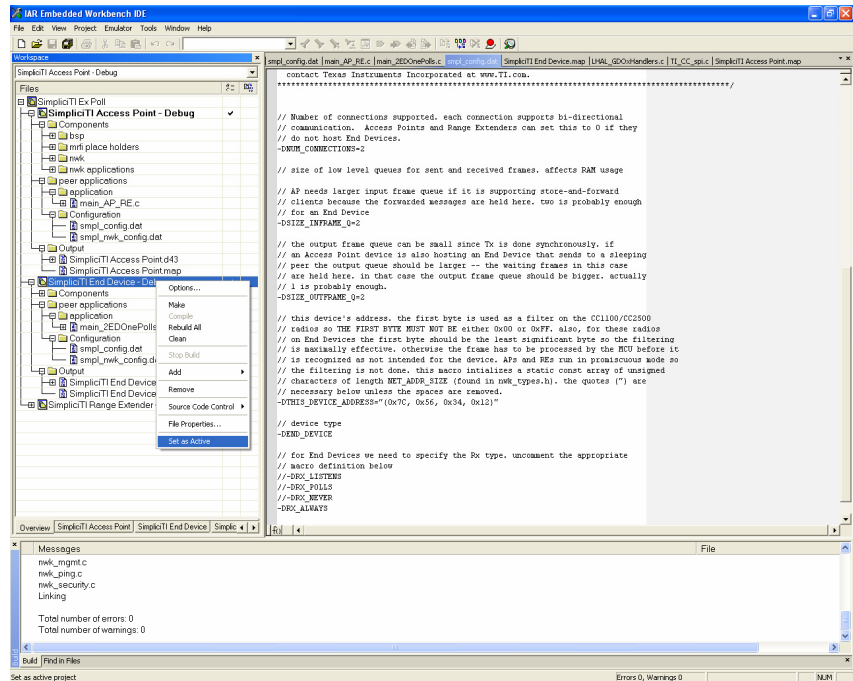 IAR Embedded Workbench IDE
File Edit View Project Emulator Tools Window Help
Workspace
SimpliciTI Access Point - Debug
Files
SimpliciTI Ex Poll
SimpliciTI Access Point - Debug
Components
bsp
mrfi place holders
nwk
nwk applications
peer applications
application
main_AP_RE.c
Configuration
smpl_config.dat
smpl_nwk_config.dat
Output
SimpliciTI Access Point.d43
SimpliciTI Access Point.map
SimpliciTI End Device - Deb
Components
peer applications
application
main_2EDOnePolls
Configuration
smpl_config.dat
smpl_nwk_config.d
Output
SimpliciTI End Device
SimpliciTI End Device
SimpliciTI Range Extender
Options...
Make
Compile
Rebuild All
Clean
Stop Build
Add
Remove
Source Code Control
File Properties...
Set as Active
Overview SimpliciTI Access Point SimpliciTI End Device Simplic
smpl_config.dat main_AP_RE.c main_2EDOnePolls.c smpl_config.dat SimpliciTI End Device.map LHAL_GDOxHandlers.c TI_CC_spi.c SimpliciTI Access Point.map
contact Texas Instruments Incorporated at www.TI.com.
**************************************************************************************************/
// Number of connections supported. each connection supports bi-directional
// communication. Access Points and Range Extenders can set this to 0 if they
// do not host End Devices.
-DNUM_CONNECTIONS=2
// size of low level queues for sent and received frames. affects RAM usage
// AP needs larger input frame queue if it is supporting store-and-forward
// clients because the forwarded messages are held here. two is probably enough
// for an End Device
-DSIZE_INFRAME_Q=2
// the output frame queue can be small since Tx is done synchronously. if
// an Access Point device is also hosting an End Device that sends to a sleeping
// peer the output queue should be larger -- the waiting frames in this case
// are held here. in that case the output frame queue should be bigger. actually
// 1 is probably enough.
-DSIZE_OUTFRAME_Q=2
// this device's address. the first byte is used as a filter on the CC1100/CC2500
// radios so THE FIRST BYTE MUST NOT BE either 0x00 or 0xFF. also, for these radios
// on End Devices the first byte should be the least significant byte so the filtering
// is maximally effective. otherwise the frame has to be processed by the MCU before it
// is recognized as not intended for the device. APs and REs run in promiscuous mode so
// the filtering is not done. this macro intializes a static const array of unsigned
// characters of length NET_ADDR_SIZE (found in nwk_types.h). the quotes (") are
// necessary below unless the spaces are removed.
-DTHIS_DEVICE_ADDRESS="{0x7C, 0x56, 0x34, 0x12}"
// device type
-DEND_DEVICE
// for End Devices we need to specify the Rx type. uncomment the appropriate
// macro definition below
//-DRX_LISTENS
//-DRX_POLLS
//-DRX_NEVER
-DRX_ALWAYS
f0
Messages File
nwk_mgmt.c
nwk_ping.c
nwk_security.c
Linking
Total number of errors: 0
Total number of warnings: 0
Build
Build Find in Files
Set as active project Errors 0, Warnings 0 NUM